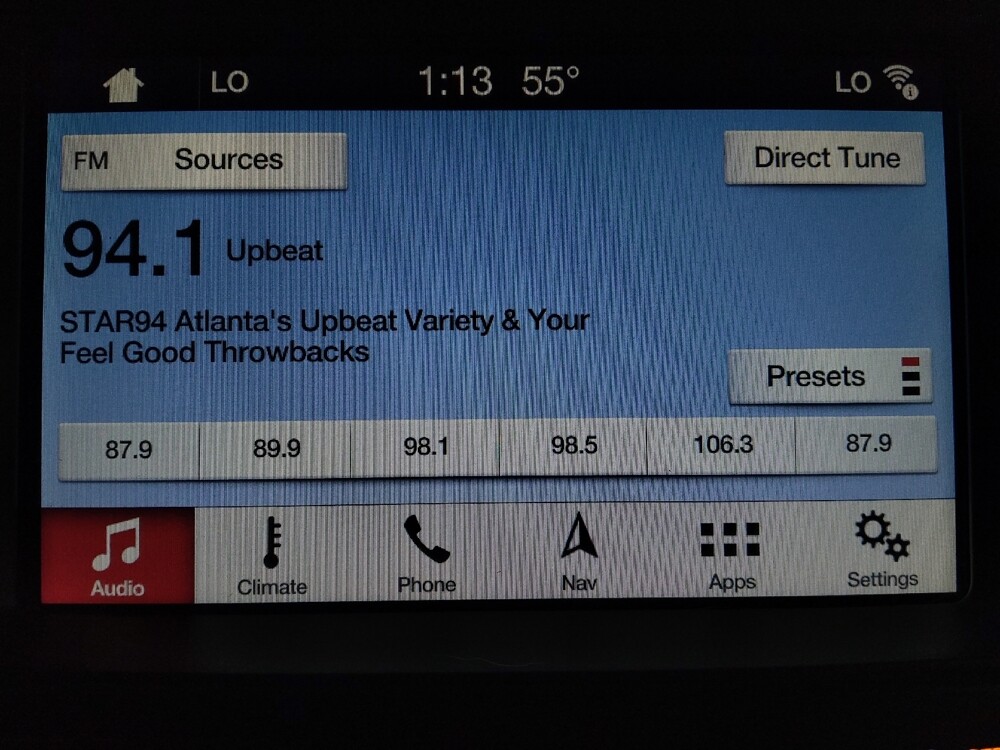 LO 1:13 55° LO
FM Sources Direct Tune
94.1 Upbeat
STAR94 Atlanta's Upbeat Variety & Your
Feel Good Throwbacks
Presets
87.9 89.9 98.1 98.5 106.3 87.9
Audio Climate Phone Nav Apps Settings